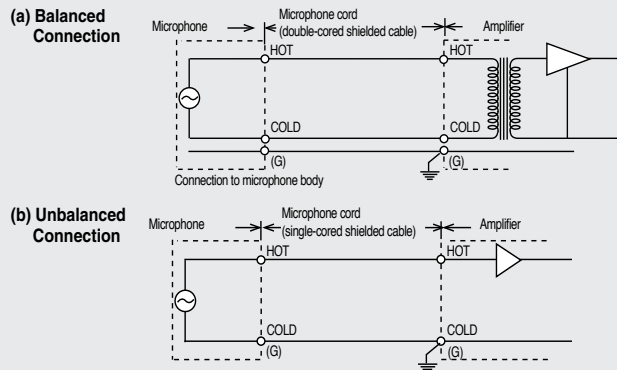 (a) Balanced
Connection
Microphone
Microphone cord
(double-cored shielded cable)
Amplifier
HOT
HOT
COLD
COLD
(G)
(G)
Connection to microphone body
(b) Unbalanced
Connection
Microphone
Microphone cord
(single-cored shielded cable)
Amplifier
HOT
HOT
COLD
COLD
(G)
(G)